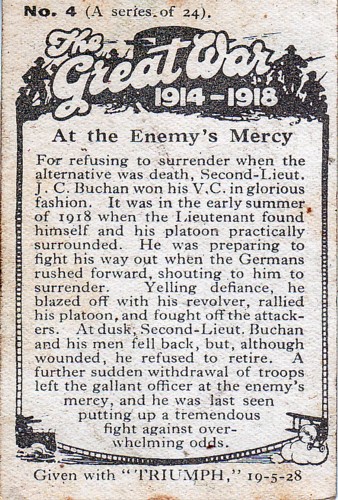 No. 4 (A series. of 24).
The
Great War
1914-1918
At the Enemy's Mercy
For refusing to surrender when the
alternative was death, Second-Lieut.
J. C. Buchan won his V.C. in glorious
fashion. It was in the early summer
of 1918 when the Lieutenant found
himself and his platoon practically
surrounded. He was preparing to
fight his way out when the Germans
rushed forward, shouting to him to
surrender. Yelling defiance, he
blazed off with his revolver, rallied
his platoon, and fought off the attack-
ers. At dusk, Second-Lieut. Buchan
and his men fell back, but, although
wounded, he refused to retire. A
further sudden withdrawal of troops
left the gallant officer at the enemy's
mercy, and he was last seen
putting up a tremendous
fight against over-
whelming odds.
Given with "TRIUMPH," 19-5-28